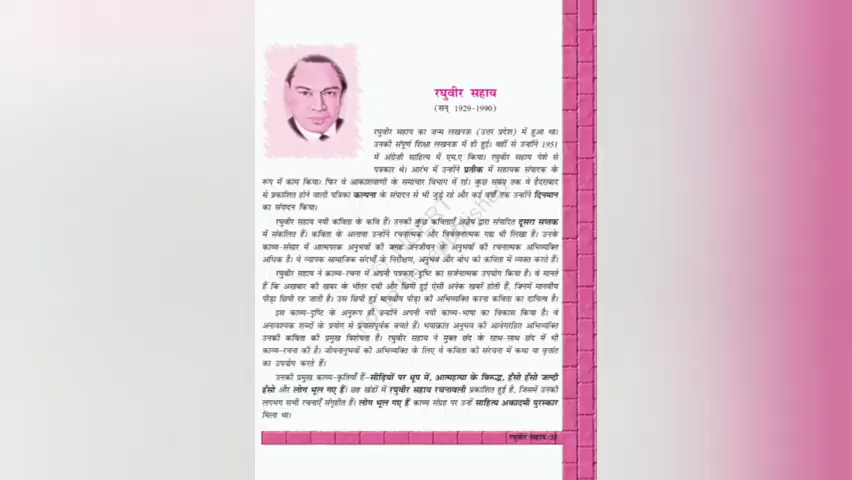 रघुवीर सहाय
(सन् 1929-1990)
रघुवीर सहाय का जन्म लखनऊ (उत्तर प्रदेश) में हुआ था।
उनकी संपूर्ण शिक्षा लखनऊ में ही हुई। वहीं से उन्होंने 1951
में अंग्रेज़ी साहित्य में एम.ए किया। रघुवीर सहाय पेशे से
पत्रकार थे। आरंभ में उन्होंने प्रतीक में सहायक संपादक के
रूप में काम किया। फिर वे आकाशवाणी के समाचार विभाग में रहे। कुछ समय तक वे हैदराबाद
से प्रकाशित होने वाली पत्रिका कल्पना के संपादन से भी जुड़े रहे और कई वर्षों तक उन्होंने दिनमान
का संपादन किया।
रघुवीर सहाय नयी कविता के कवि हैं। उनकी कुछ कविताएँ अज्ञेय द्वारा संपादित दूसरा सप्तक
में संकलित हैं। कविता के अलावा उन्होंने रचनात्मक और विवेचनात्मक गद्य भी लिखा है। उनके
काव्य-संसार में आत्मपरक अनुभवों की जगह जनजीवन के अनुभवों की रचनात्मक अभिव्यक्ति
अधिक है। वे व्यापक सामाजिक संदर्भों के निरीक्षण, अनुभव और बोध को कविता में व्यक्त करते हैं।
रघुवीर सहाय ने काव्य-रचना में अपनी पत्रकार-दृष्टि का सर्जनात्मक उपयोग किया है। वे मानते
हैं कि अखबार की खबर के भीतर दबी और छिपी हुई ऐसी अनेक खबरें होती हैं, जिनमें मानवीय
पीड़ा छिपी रह जाती है। उस छिपी हुई मानवीय पीड़ा की अभिव्यक्ति करना कविता का दायित्व है।
इस काव्य-दृष्टि के अनुरूप ही उन्होंने अपनी नयी काव्य-भाषा का विकास किया है। वे
अनावश्यक शब्दों के प्रयोग से प्रयासपूर्वक बचते हैं। भयाक्रांत अनुभव की आवेगरहित अभिव्यक्ति
उनकी कविता की प्रमुख विशेषता है। रघुवीर सहाय ने मुक्त छंद के साथ-साथ छंद में भी
काव्य-रचना की है। जीवनानुभवों की अभिव्यक्ति के लिए वे कविता की संरचना में कथा या वृत्तांत
का उपयोग करते हैं।
उनकी प्रमुख काव्य-कृतियाँ हैं-सीढ़ियों पर धूप में, आत्महत्या के विरुद्ध, हँसो हँसो जल्दी
हँसो और लोग भूल गए हैं। छह खंडों में रघुवीर सहाय रचनावली प्रकाशित हुई है, जिसमें उनकी
लगभग सभी रचनाएँ संगृहीत हैं। लोग भूल गए हैं काव्य संग्रह पर उन्हें साहित्य अकादमी पुरस्कार
मिला था।
रघुवीर सहाय/35